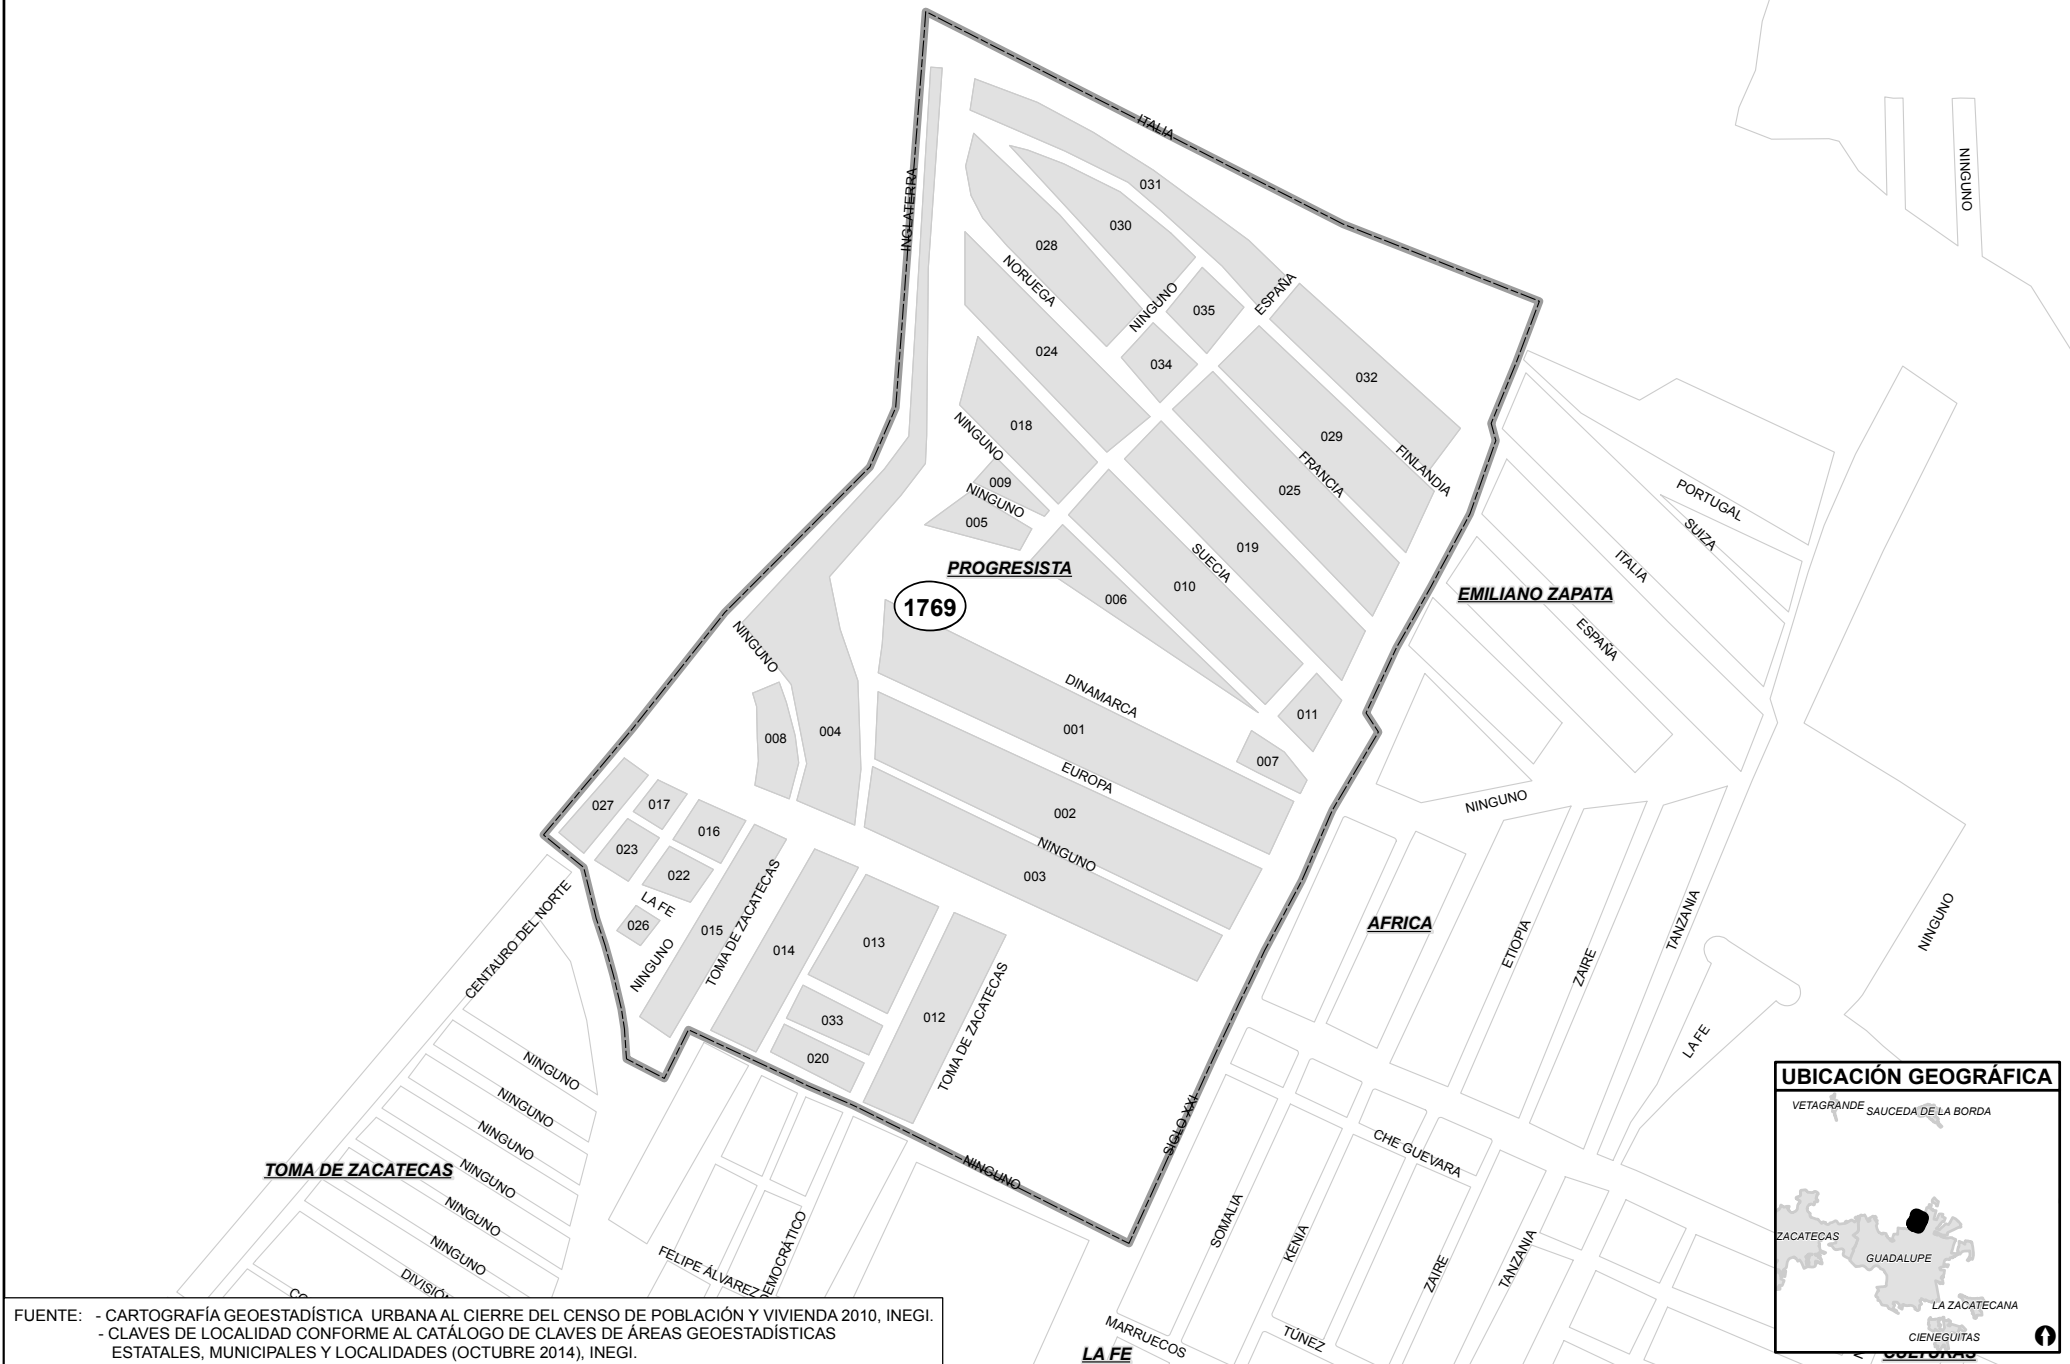 ITALIA
INGLATERRA
NINGUNO
031
030
028
NORUEGA
NINGUNO
ESPAÑA
035
034
024
032
018
NINGUNO
029
FINLANDIA
FRANCIA
009
NINGUNO
025
005
PORTUGAL
SUIZA
PROGRESISTA
SUECIA
019
ITALIA
010
006
1769
EMILIANO ZAPATA
ESPAÑA
NINGUNO
DINAMARCA
001
011
008
004
007
EUROPA
027
017
016
002
NINGUNO
023
NINGUNO
022
003
LA FE
026
015
TOMA DE ZACATECAS
014
013
NINGUNO
CENTAURO DEL NORTE
AFRICA
ETIOPIA
ZAIRE
TANZANIA
NINGUNO
LA FE
033
012
020
TOMA DE ZACATECAS
NINGUNO
NINGUNO
NINGUNO
NINGUNO
NINGUNO
NINGUNO
TOMA DE ZACATECAS
NINGUNO
SIGLO XXI
CHE GUEVARA
SOMALIA
KENIA
ZAIRE
TANZANIA
FELIPE ÁLVAREZ
DEMOCRÁTICO
DIVISIÓN
CO
MARRUECOS
TÚNEZ
LA FE
CULTURAS
UBICACIÓN GEOGRÁFICA
VETAGRANDE
SAUCEDA DE LA BORDA
ZACATECAS
GUADALUPE
LA ZACATECANA
CIENEGUITAS
FUENTE: - CARTOGRAFÍA GEOESTADÍSTICA URBANA AL CIERRE DEL CENSO DE POBLACIÓN Y VIVIENDA 2010, INEGI.
- CLAVES DE LOCALIDAD CONFORME AL CATÁLOGO DE CLAVES DE ÁREAS GEOESTADÍSTICAS
ESTATALES, MUNICIPALES Y LOCALIDADES (OCTUBRE 2014), INEGI.